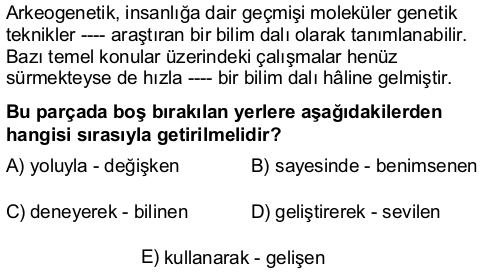 Arkeogenetik, insanlığa dair geçmişi moleküler genetik
teknikler ---- araştıran bir bilim dalı olarak tanımlanabilir.
Bazı temel konular üzerindeki çalışmalar henüz
sürmekteyse de hızla ---- bir bilim dalı hâline gelmiştir.
Bu parçada boş bırakılan yerlere aşağıdakilerden
hangisi sırasıyla getirilmelidir?
A) yoluyla - değişken B) sayesinde - benimsenen
C) deneyerek - bilinen D) geliştirerek - sevilen
E) kullanarak - gelişen